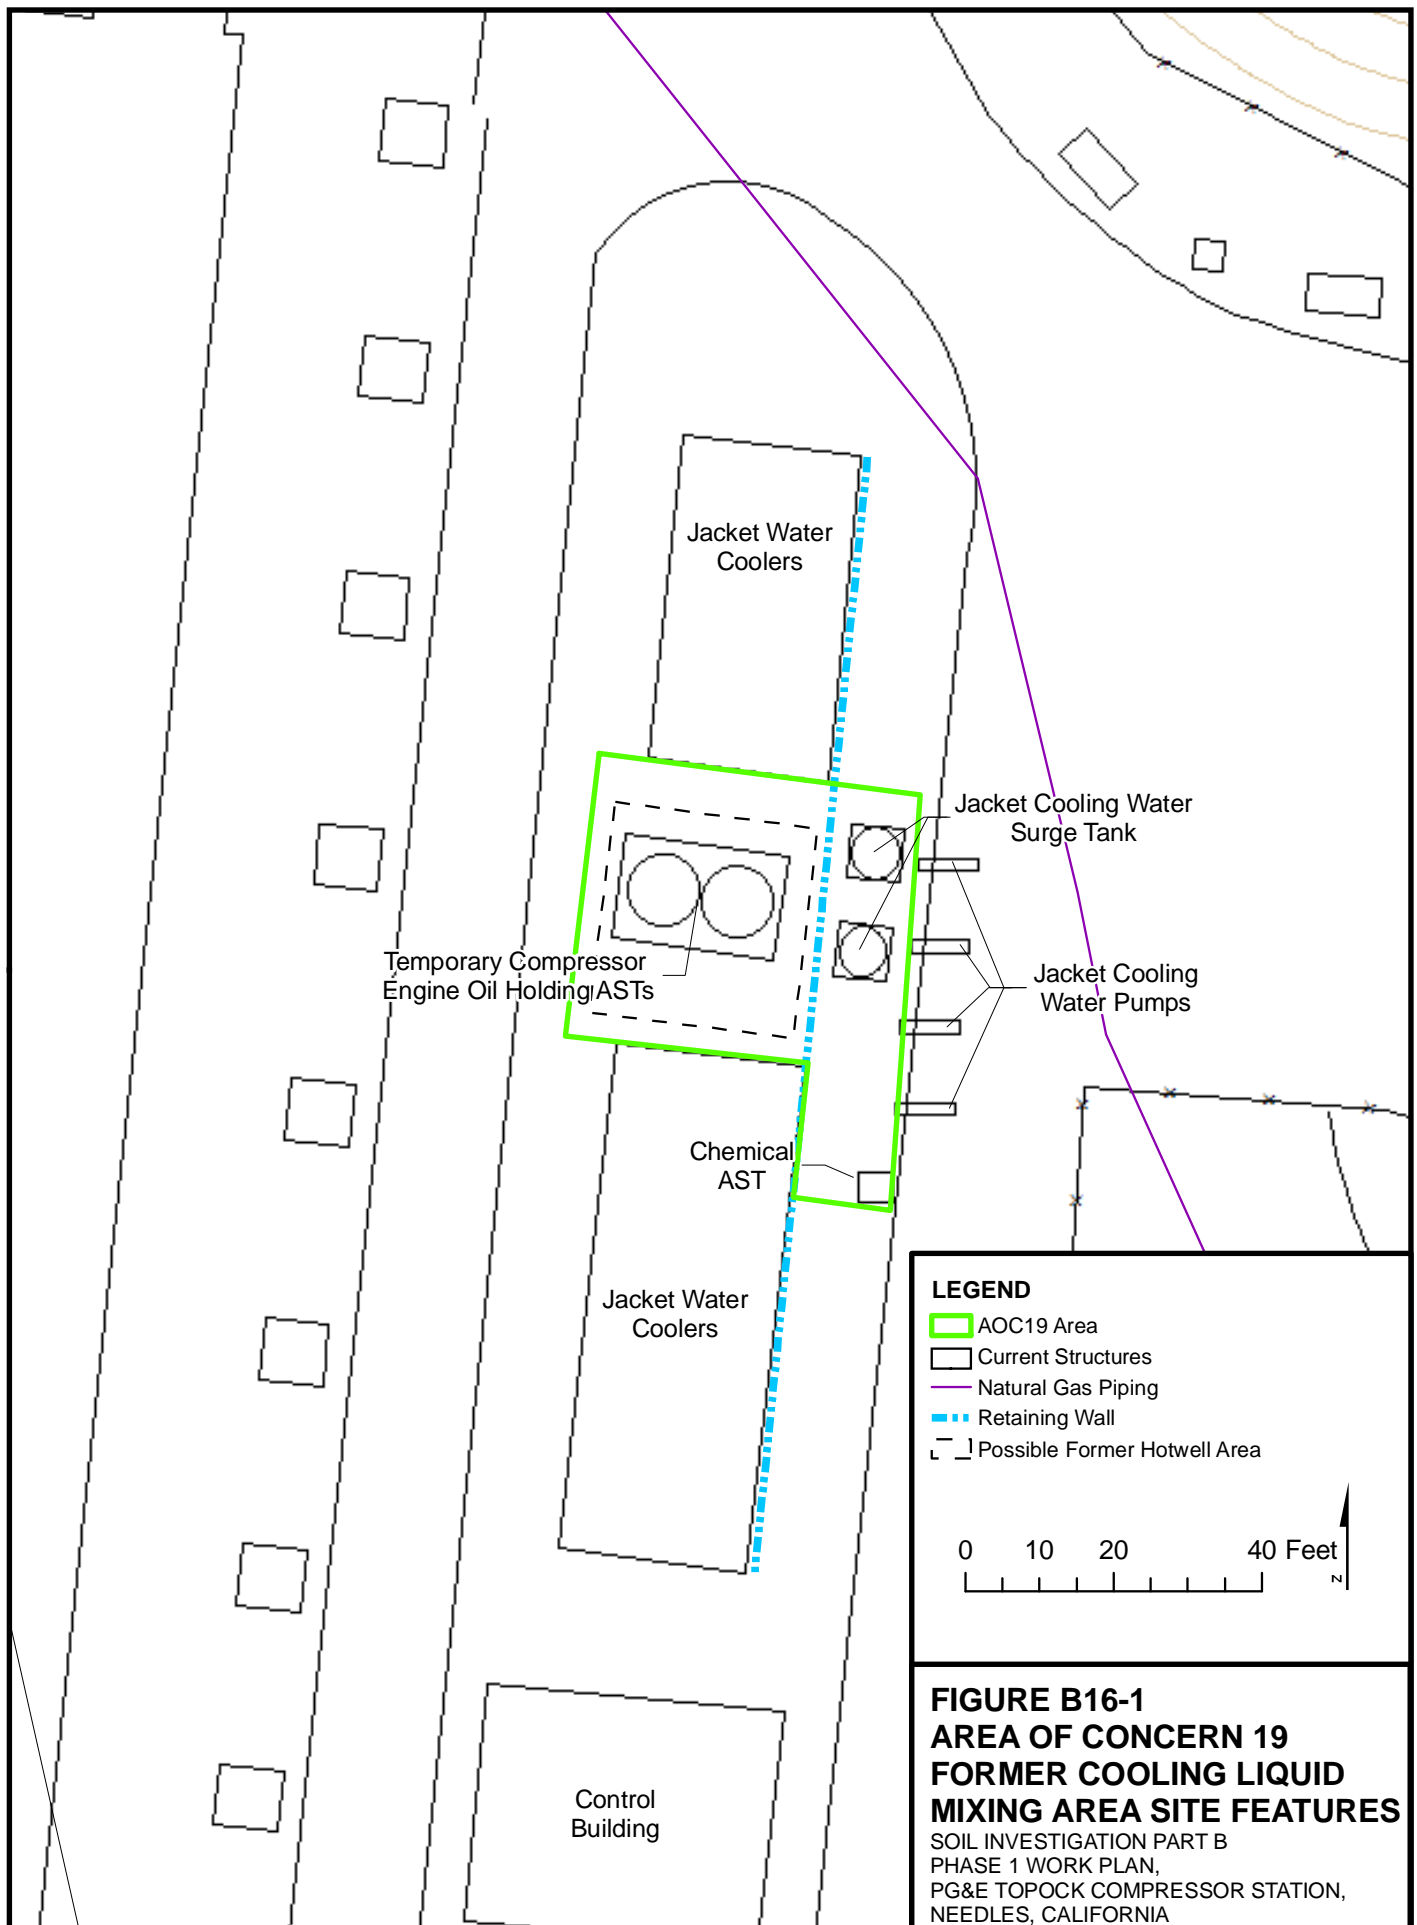 Jacket Water
Coolers
Jacket Cooling Water
Surge Tank
Temporary Compressor
Engine Oil Holding ASTs
Jacket Cooling
Water Pumps
Chemical
AST
Jacket Water
Coolers
Control
Building
LEGEND
AOC19 Area
Current Structures
Natural Gas Piping
Retaining Wall
Possible Former Hotwell Area
0 10 20 40 Feet
z
FIGURE B16-1
AREA OF CONCERN 19
FORMER COOLING LIQUID
MIXING AREA SITE FEATURES
SOIL INVESTIGATION PART B
PHASE 1 WORK PLAN,
PG&E TOPOCK COMPRESSOR STATION,
NEEDLES, CALIFORNIA